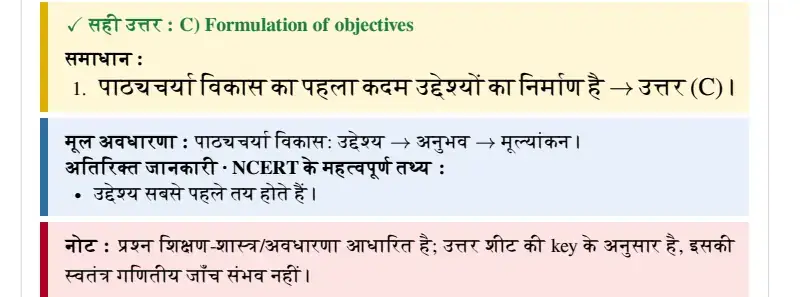 ✓ सही उत्तर : C) Formulation of objectives
समाधान :
1. पाठ्यचर्या विकास का पहला कदम उद्देश्यों का निर्माण है → उत्तर (C)।
मूल अवधारणा : पाठ्यचर्या विकास: उद्देश्य → अनुभव → मूल्यांकन।
अतिरिक्त जानकारी · NCERT के महत्वपूर्ण तथ्य :
• उद्देश्य सबसे पहले तय होते हैं।
नोट : प्रश्न शिक्षण-शास्त्र/अवधारणा आधारित है; उत्तर शीट की key के अनुसार है, इसकी
स्वतंत्र गणितीय जाँच संभव नहीं।